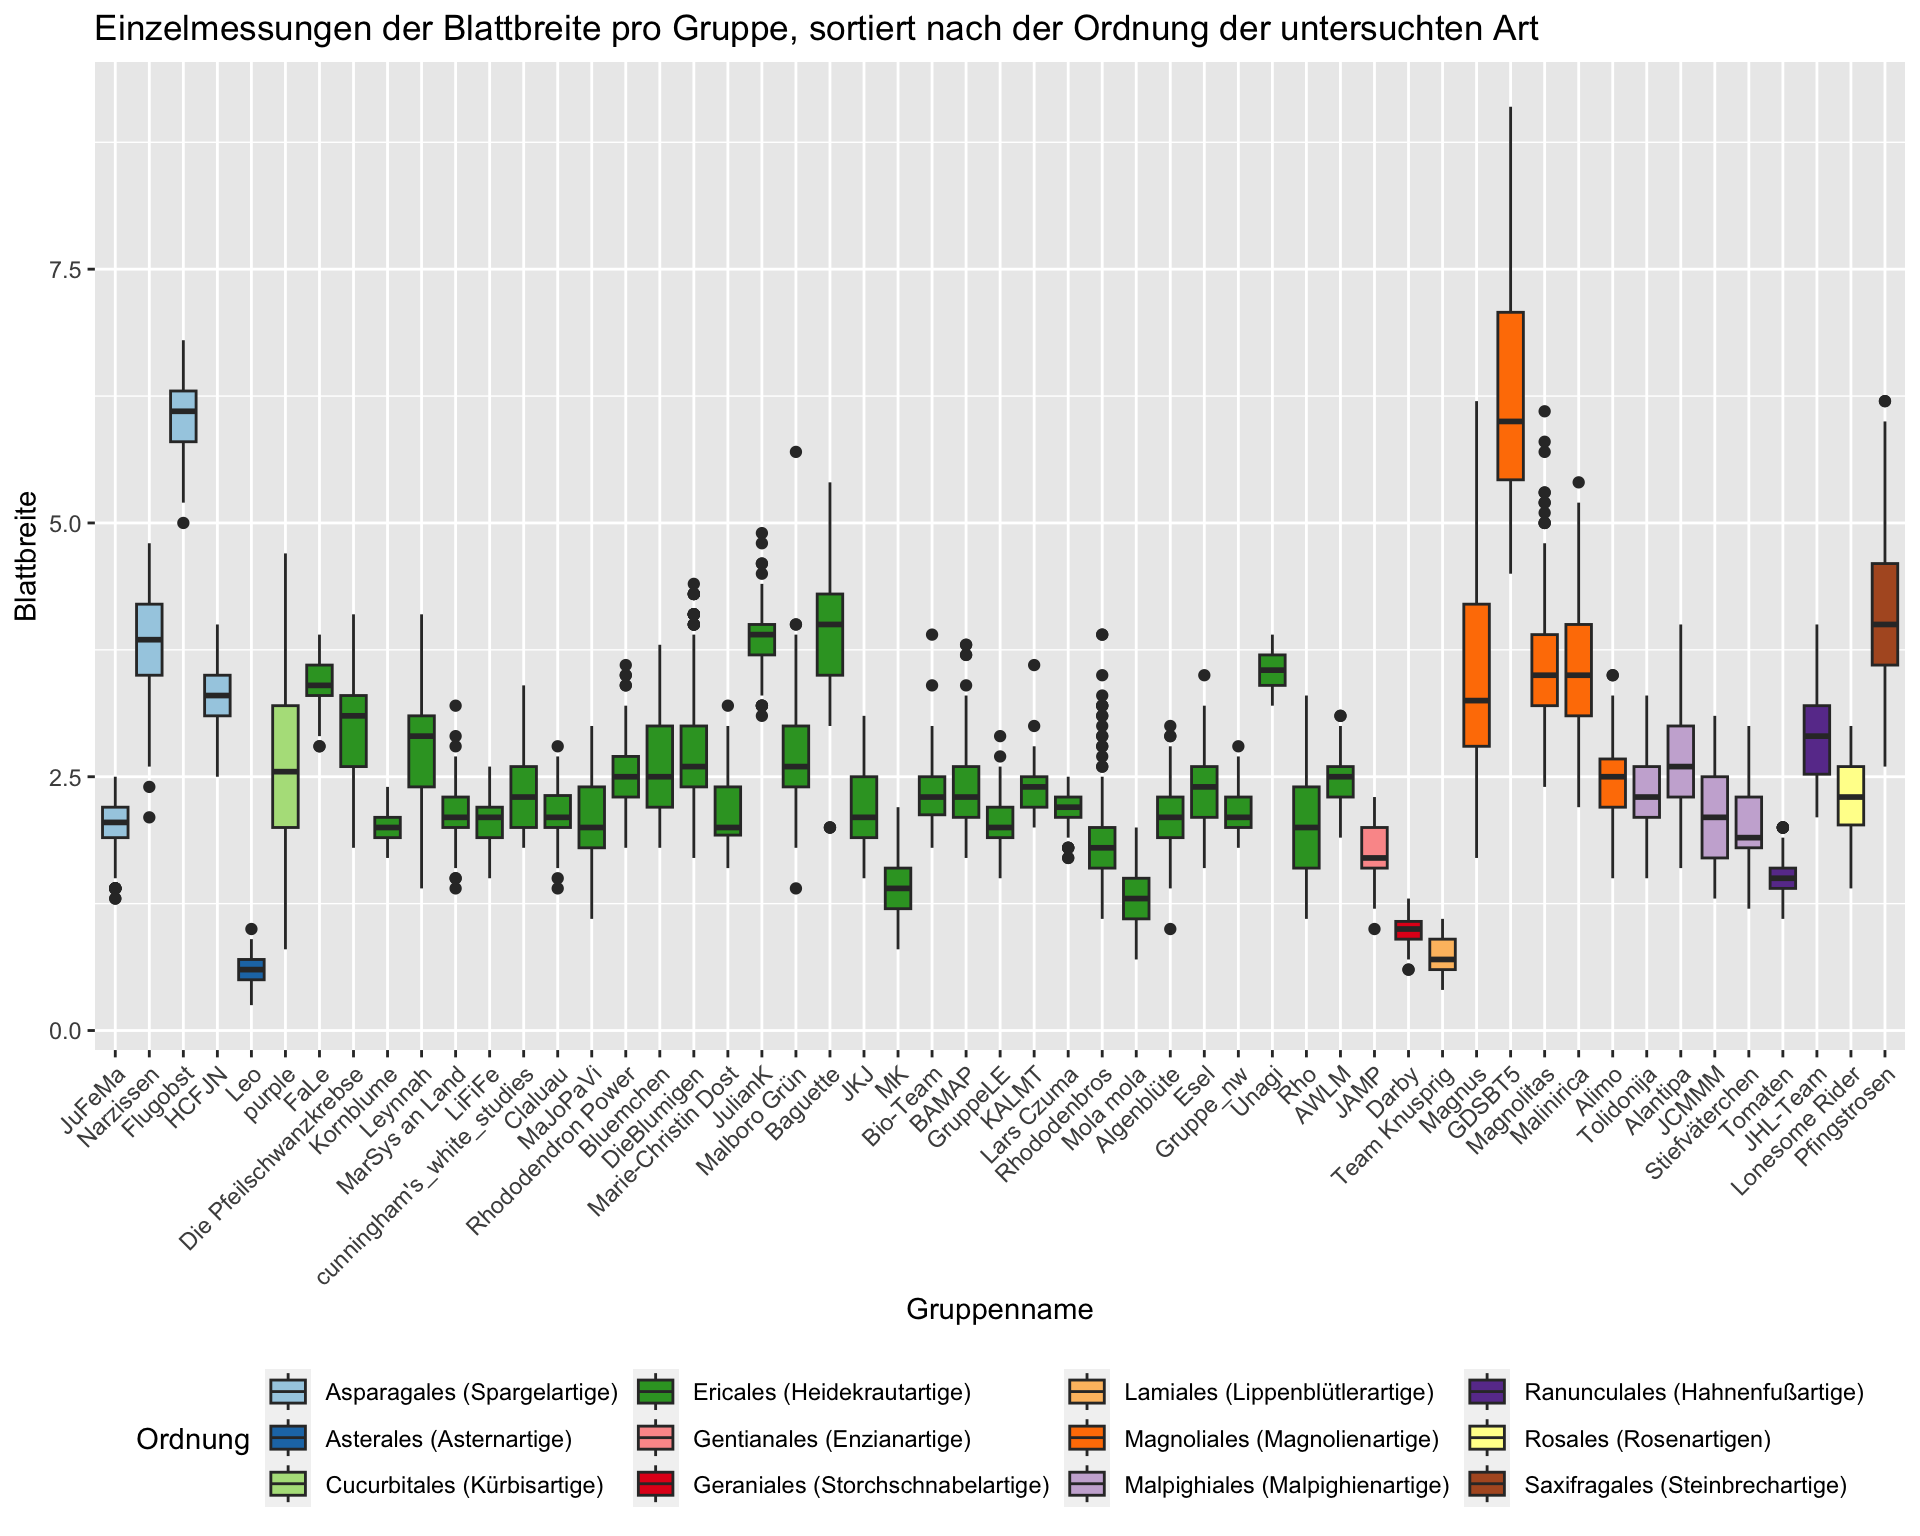 Einzelmessungen der Blattbreite pro Gruppe, sortiert nach der Ordnung der untersuchten Art
Blattbreite
7.5
5.0
2.5
0.0
JuFeMa
Narzissen
Flugobst
HCFJN
Leo
purple
FaLe
Die Pfeilschwanzkrebse
Kornblume
Leynnah
MarSys an Land
LiFiFe
cunningham's_white_studies
Claluau
MaJoPaVi
Rhododendron Power
Bluemchen
DieBlumigen
Marie-Christin Dost
JulianK
Malboro Grün
Baguette
JKJ
MK
Bio-Team
BAMAP
GruppeLE
KALMT
Lars Czuma
Rhododenbros
Mola mola
Algenblüte
Esel
Gruppe_nw
Unagi
Rho
AWLM
JAMP
Darby
Team Knusprig
Magnus
GDSBT5
Magnolitas
Malinirica
Alimo
Tolidonija
Alantipa
JCMMM
Stiefväterchen
Tomaten
JHL-Team
Lonesome Rider
Pfingstrosen
Gruppenname
Ordnung
Asparagales (Spargelartige)
Asterales (Asternartige)
Cucurbitales (Kürbisartige)
Ericales (Heidekrautartige)
Gentianales (Enzianartige)
Geraniales (Storchschnabelartige)
Lamiales (Lippenblütlerartige)
Magnoliales (Magnolienartige)
Malpighiales (Malpighienartige)
Ranunculales (Hahnenfußartige)
Rosales (Rosenartigen)
Saxifragales (Steinbrechartige)